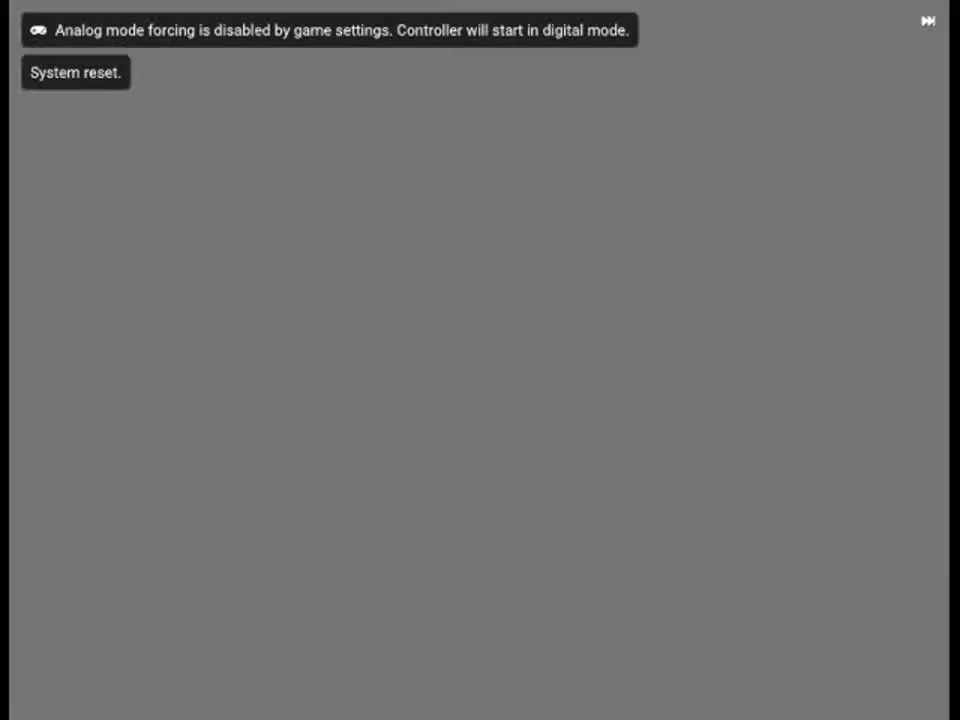 Analog mode forcing is disabled by game settings. Controller will start in digital mode.
System reset.